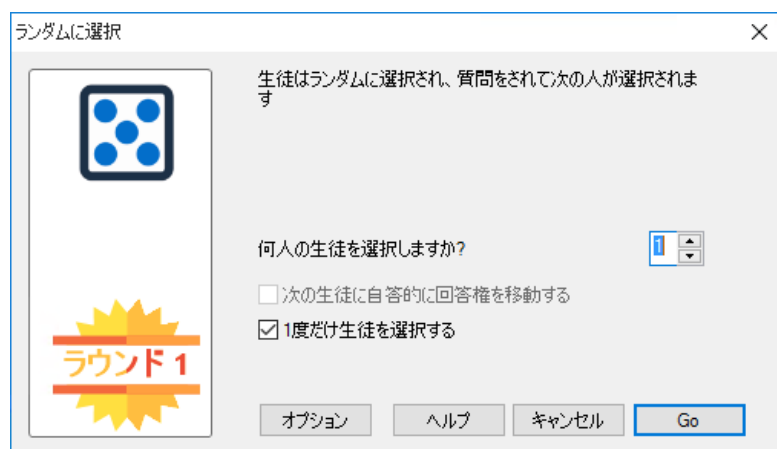 ランダムに選択
生徒はランダムに選択され、質問をされて次の人が選択されま
す
何人の生徒を選択しますか?
1
次の生徒に自答的に回答権を移動する
1度だけ生徒を選択する
ラウンド 1
オプション
ヘルプ
キャンセル
Go